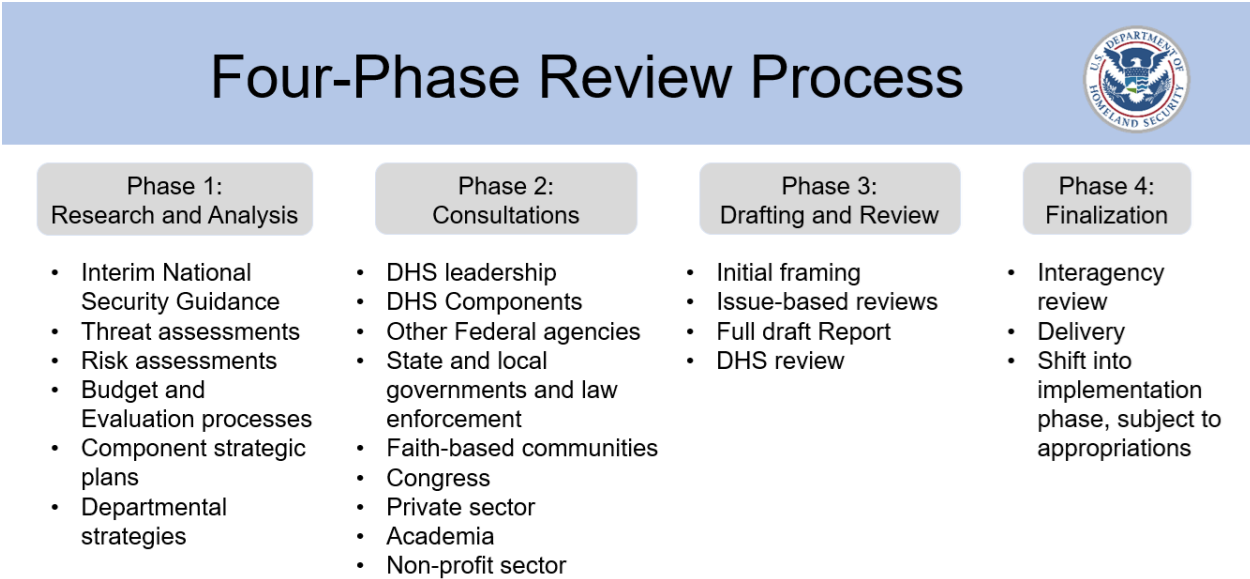 Four-Phase Review Process
U.S. DEPARTMENT OF
HOMELAND SECURITY
Phase 1:
Research and Analysis
• Interim National
Security Guidance
• Threat assessments
• Risk assessments
• Budget and
Evaluation processes
• Component strategic
plans
• Departmental
strategies
Phase 2:
Consultations
• DHS leadership
• DHS Components
• Other Federal agencies
• State and local
governments and law
enforcement
• Faith-based communities
• Congress
• Private sector
• Academia
• Non-profit sector
Phase 3:
Drafting and Review
• Initial framing
• Issue-based reviews
• Full draft Report
• DHS review
Phase 4:
Finalization
• Interagency
review
• Delivery
• Shift into
implementation
phase, subject to
appropriations